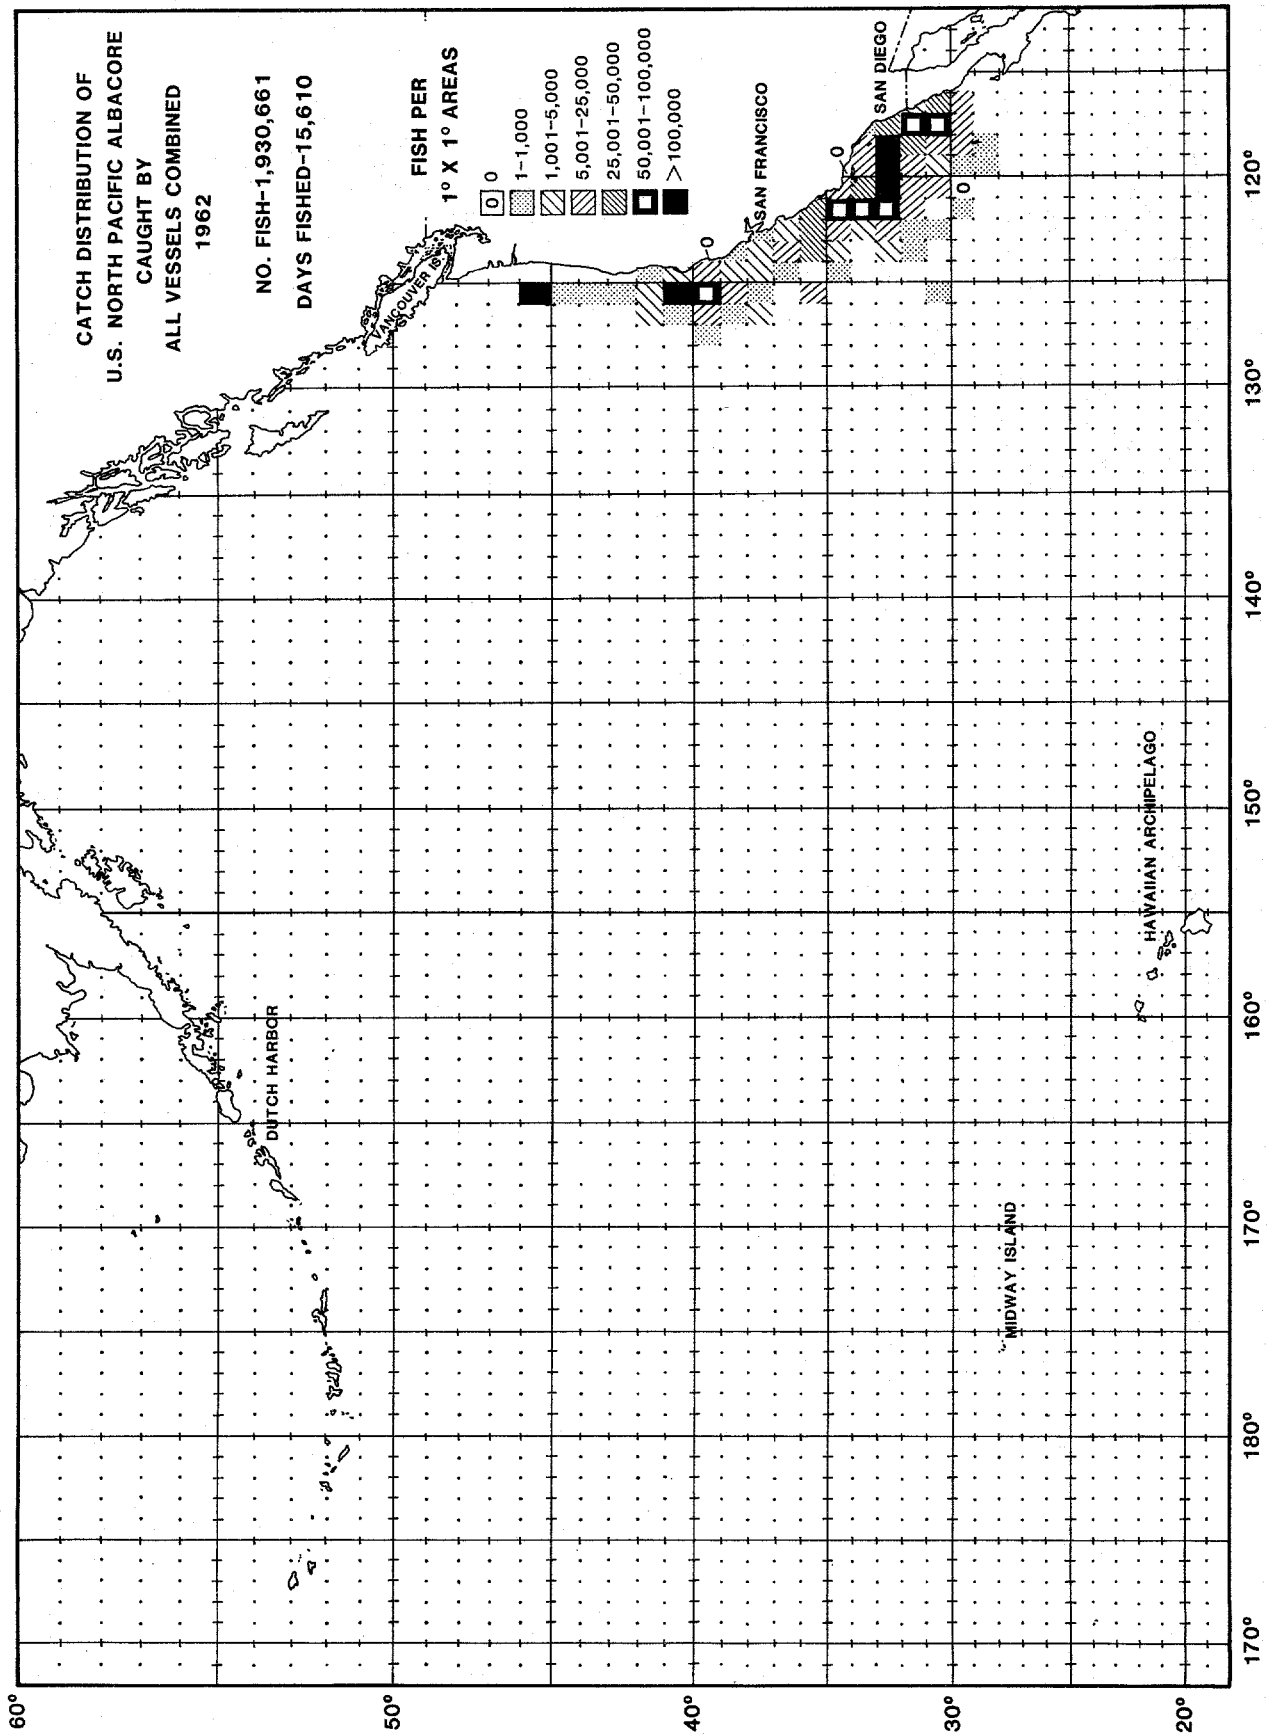 CATCH DISTRIBUTION OF
U.S. NORTH PACIFIC ALBACORE
CAUGHT BY
ALL VESSELS COMBINED
1962
NO. FISH-1,930,661
DAYS FISHED-15,610
FISH PER
1° X 1° AREAS
0 0
1-1,000
1,001-5,000
5,001-25,000
25,001-50,000
50,001-100,000
>100,000
VANCOUVER IS
DUTCH HARBOR
SAN FRANCISCO
SAN DIEGO
0
0
0
HAWAIIAN ARCHIPELAGO
MIDWAY ISLAND
60°
50°
40°
30°
20°
170°
180°
170°
160°
150°
140°
130°
120°